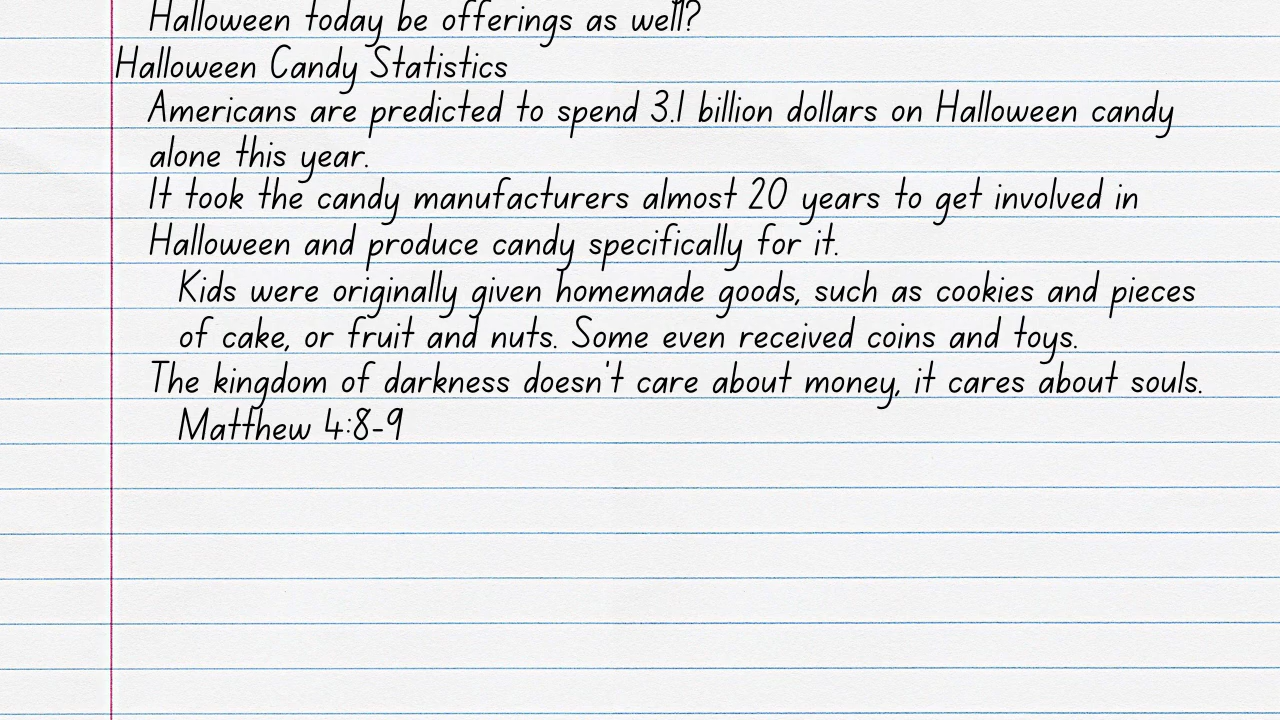 Halloween today be offerings as well?
Halloween Candy Statistics
Americans are predicted to spend 3.1 billion dollars on Halloween candy
alone this year.
It took the candy manufacturers almost 20 years to get involved in
Halloween and produce candy specifically for it.
Kids were originally given homemade goods, such as cookies and pieces
of cake, or fruit and nuts. Some even received coins and toys.
The kingdom of darkness doesn't care about money, it cares about souls.
Matthew 4:8-9